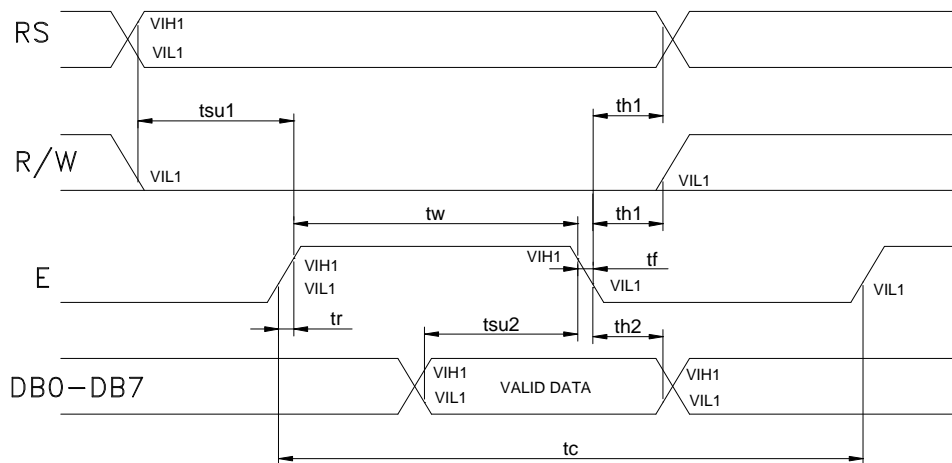 RS
VIH1
VIL1
tsu1
th1
R/W
VIL1
VIL1
tw
th1
E
VIH1
VIL1
VIH1
tf
VIL1
VIL1
tr
tsu2
th2
DB0-DB7
VIH1
VIL1
VALID DATA
VIH1
VIL1
tc